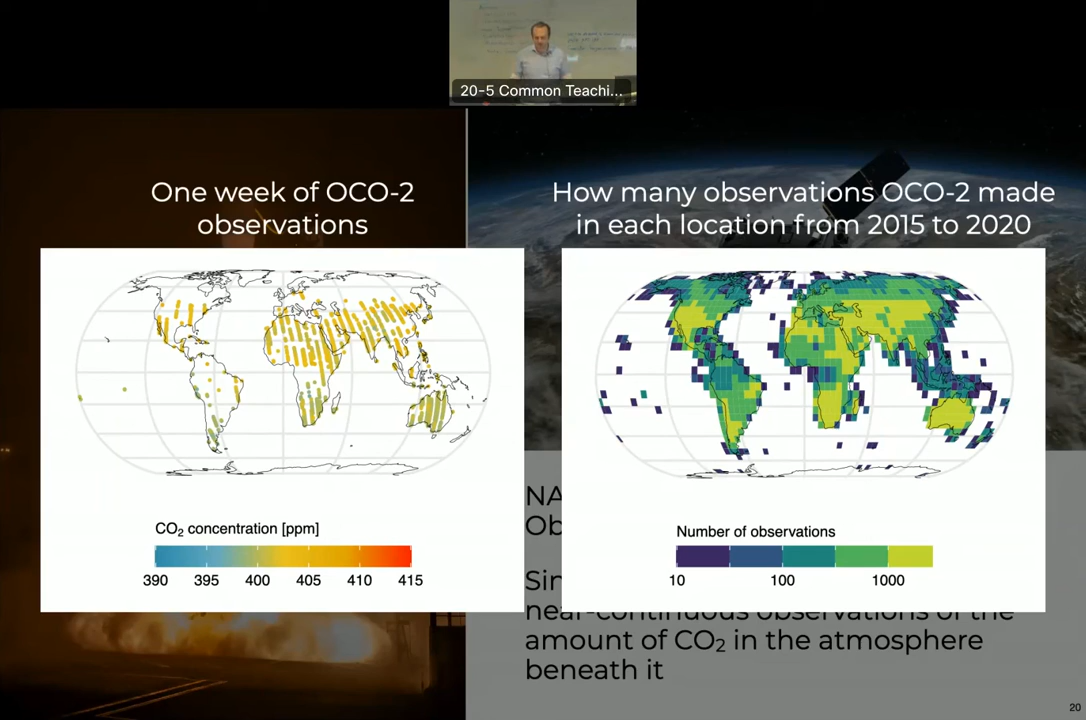 20-5 Common Teachi...
One week of OCO-2
observations
CO₂ concentration [ppm]
390 395 400 405 410 415
How many observations OCO-2 made
in each location from 2015 to 2020
Number of observations
10 100 1000
NA
Ob
Sin
near-continuous observations of the
amount of CO₂ in the atmosphere
beneath it
20